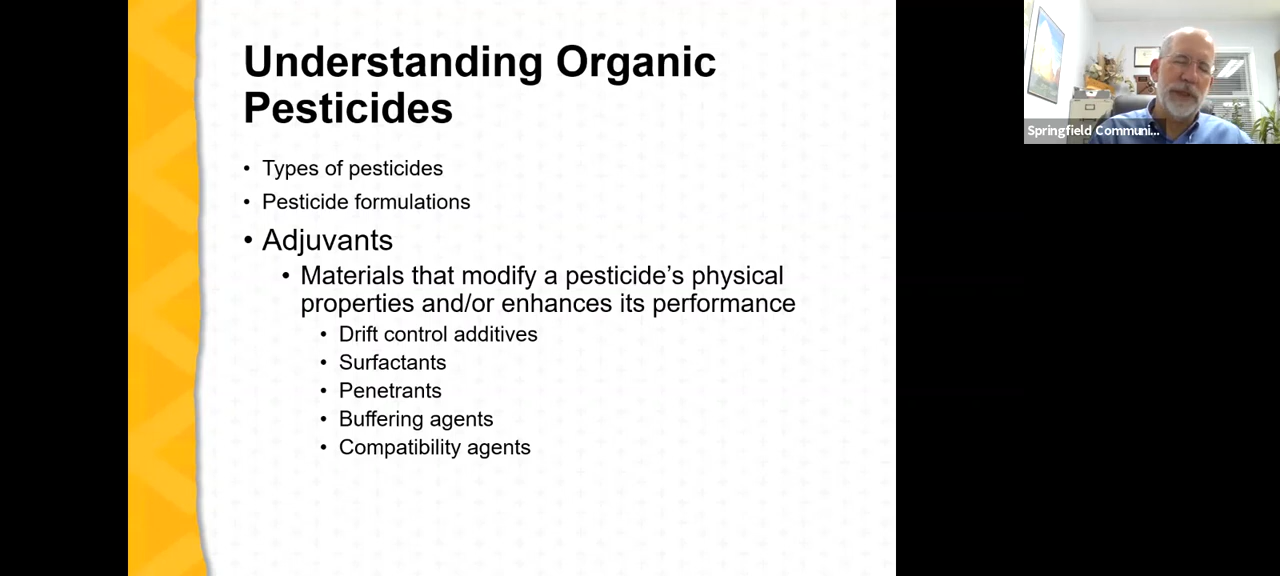 Understanding Organic
Pesticides
• Types of pesticides
• Pesticide formulations
• Adjuvants
• Materials that modify a pesticide’s physical
properties and/or enhances its performance
• Drift control additives
• Surfactants
• Penetrants
• Buffering agents
• Compatibility agents
Springfield Communi...